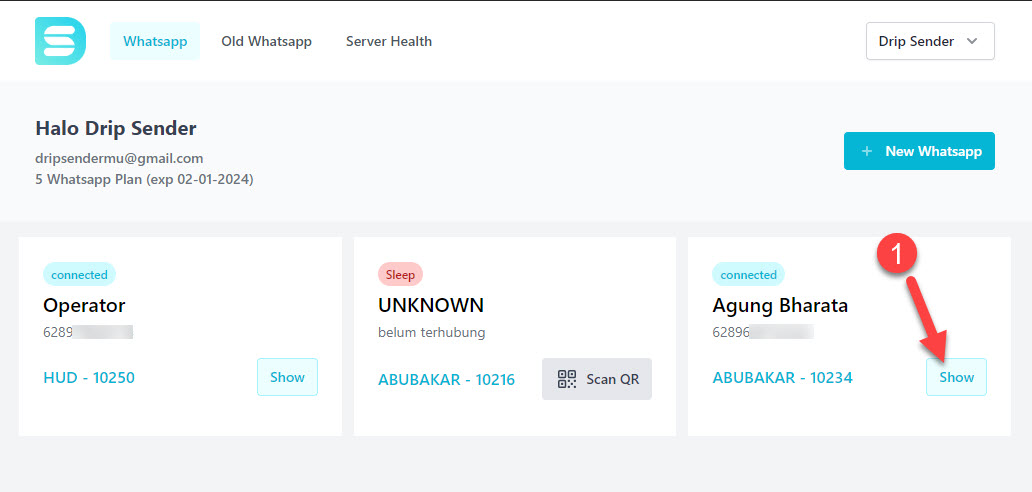 Whatsapp
Old Whatsapp
Server Health
Drip Sender
Halo Drip Sender
dripsendermu@gmail.com
5 Whatsapp Plan (exp 02-01-2024)
+ New Whatsapp
connected
Operator
6289
HUD - 10250
Show
Sleep
UNKNOWN
belum terhubung
ABUBAKAR - 10216
Scan QR
1
connected
Agung Bharata
62896
ABUBAKAR - 10234
Show